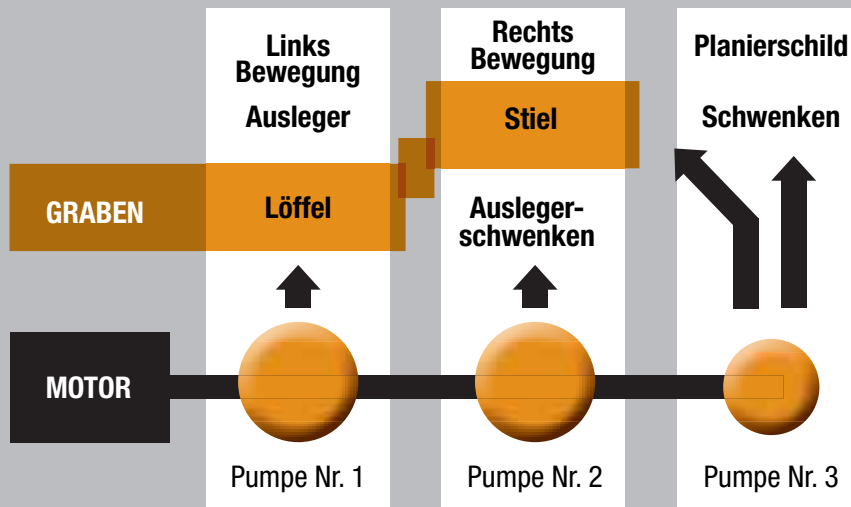 Links
Bewegung
Ausleger
Löffel
Rechts
Bewegung
Stiel
Ausleger-
schwenken
Planierschild
Schwenken
GRABEN
MOTOR
Pumpe Nr. 1
Pumpe Nr. 2
Pumpe Nr. 3